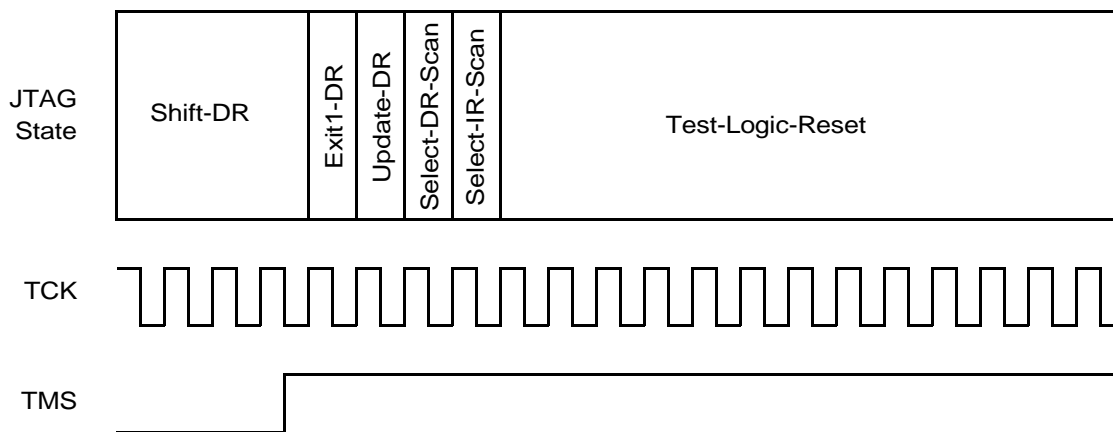 JTAG
State
Shift-DR
Exit1-DR
Update-DR
Select-DR-Scan
Select-IR-Scan
Test-Logic-Reset
TCK
TMS